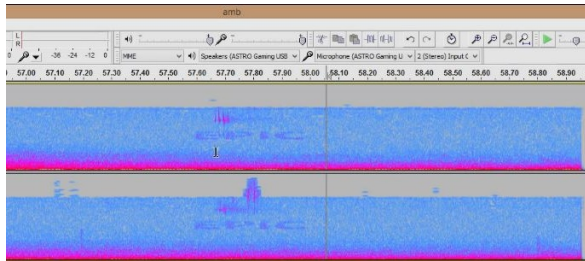 amb
L
R
0 -36 -24 -12 0
MME Speakers (ASTRO Gaming USB Microphone (ASTRO Gaming U 2 (Stereo) Input C
57.00 57.10 57.20 57.30 57.40 57.50 57.60 57.70 57.80 57.90 58.00 58.10 58.20 58.30 58.40 58.50 58.60 58.70 58.80 58.90
EPIC
EPIC